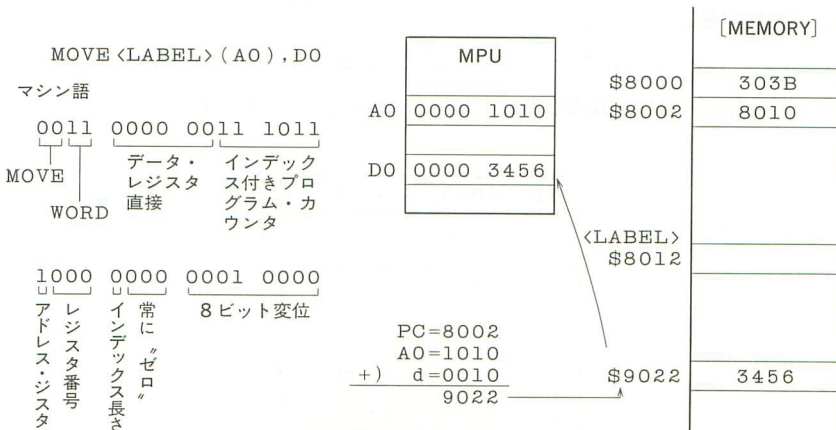 MOVE〈LABEL〉(A0),D0
マシン語
0011 0000 0011 1011
MOVE
WORD
データ・
レジスタ
直接
インデック
ス付きプロ
グラム・カ
ウンタ
1000 0000 0001 0000
アドレス・ジスタ
レジスタ番号
インデックス長さ
常に〝ゼロ〟
8ビット変位
MPU
A0 0000 1010
D0 0000 3456
PC=8002
A0=1010
+) d=0010
9022
[MEMORY]
$8000 303B
$8002 8010
〈LABEL〉
$8012
$9022 3456